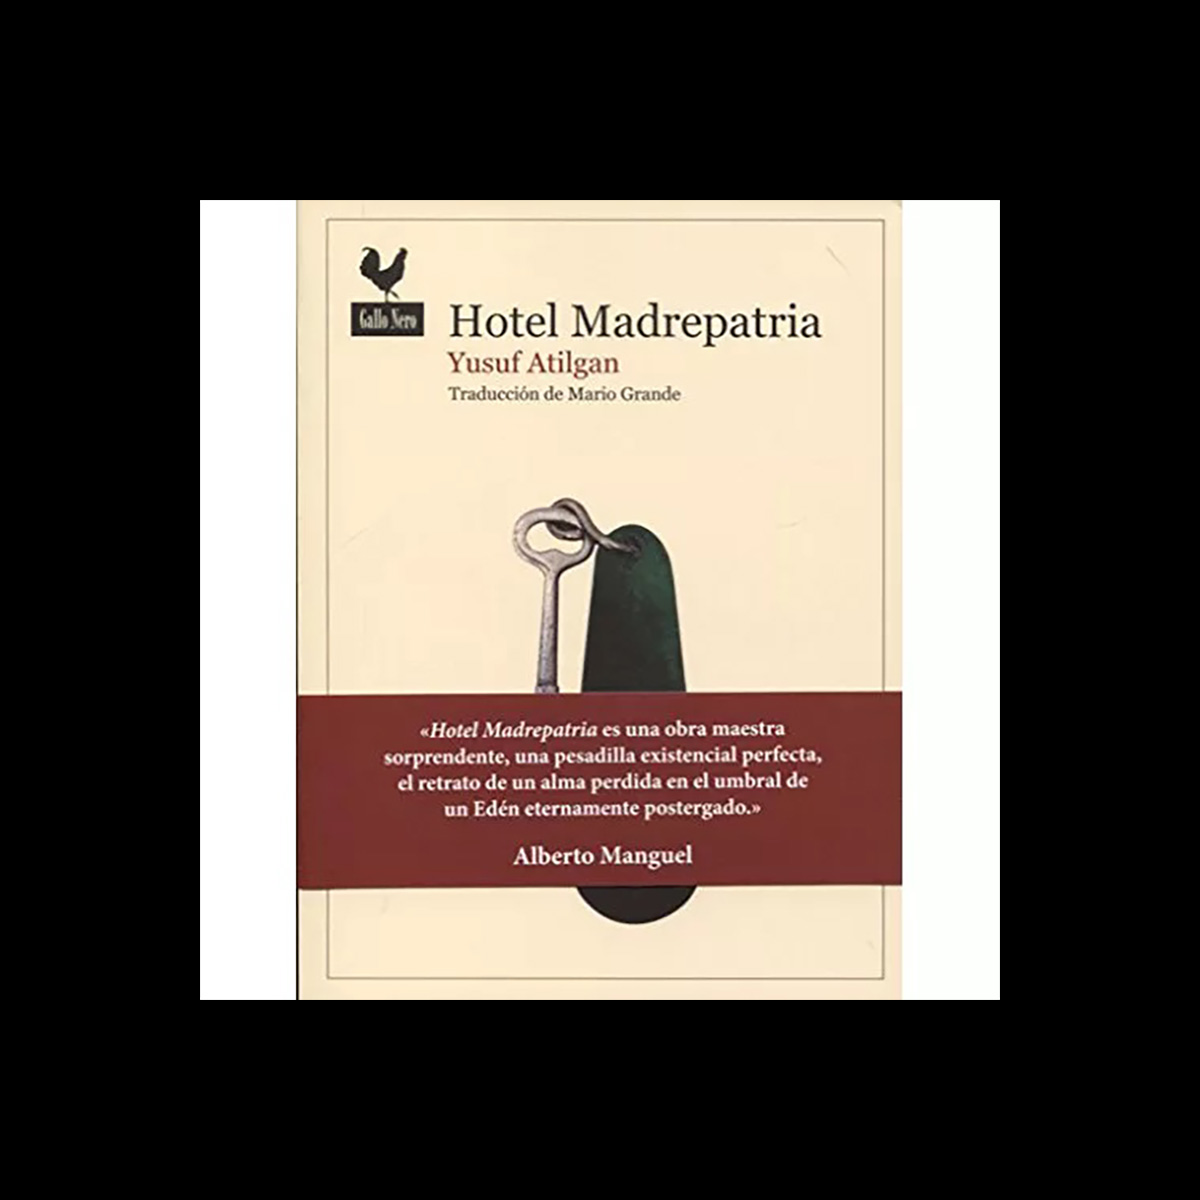 Gallo Nero
Hotel Madrepatria
Yusuf Atilgan
Traducción de Mario Grande
«Hotel Madrepatria es una obra maestra
sorprendente, una pesadilla existencial perfecta,
el retrato de un alma perdida en el umbral de
un Edén eternamente postergado.»
Alberto Manguel